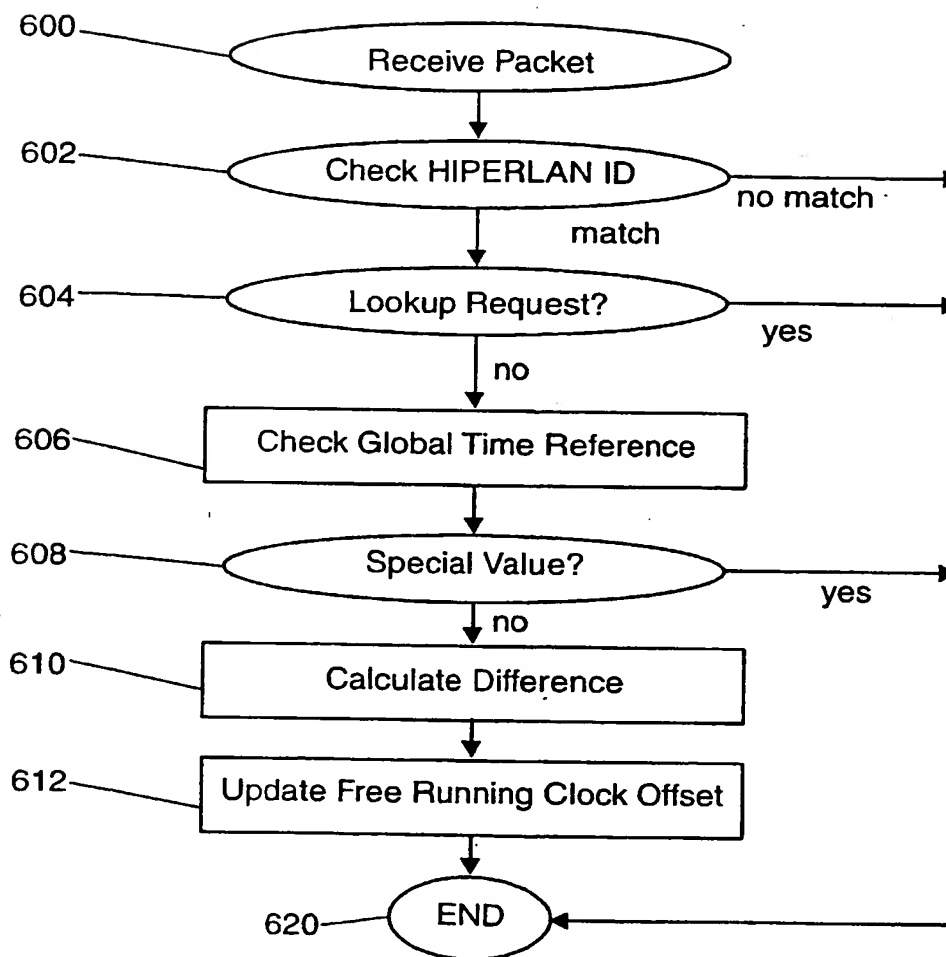 600
Receive Packet
602
Check HIPERLAN ID
no match
match
604
Lookup Request?
yes
no
606
Check Global Time Reference
608
Special Value?
yes
no
610
Calculate Difference
612
Update Free Running Clock Offset
620
END